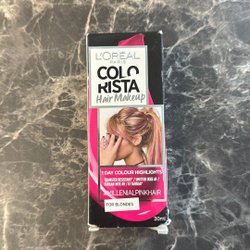 L'ORÉAL
PARIS
COLO
RISTA
Hair Makeup
1 DAY COLOUR HIGHLIGHTS
#MILLENIALPINKHAIR
FOR BLONDES
30ml